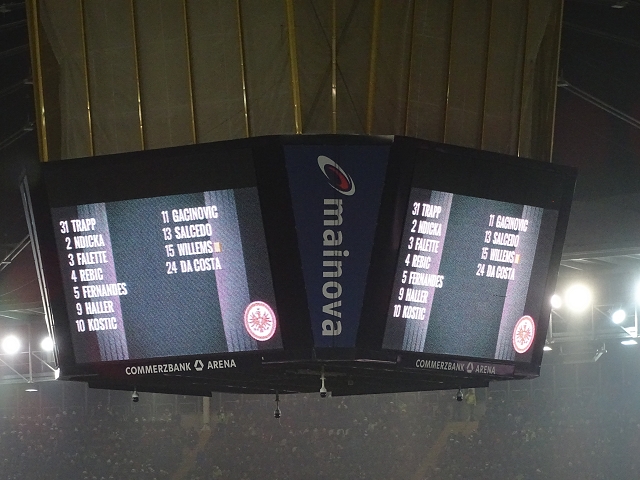 31 TRAPP
2 NDICKA
3 FALETTE
4 REBIC
5 FERNANDES
9 HALLER
10 KOSTIC
11 GACINOVIC
13 SALCEDO
15 WILLEMS
24 DA COSTA
COMMERZBANK ARENA
mainova
31 TRAPP
2 NDICKA
3 FALETTE
4 REBIC
5 FERNANDES
9 HALLER
10 KOSTIC
11 GACINOVIC
13 SALCEDO
15 WILLEMS
24 DA COSTA
COMMERZBANK ARENA